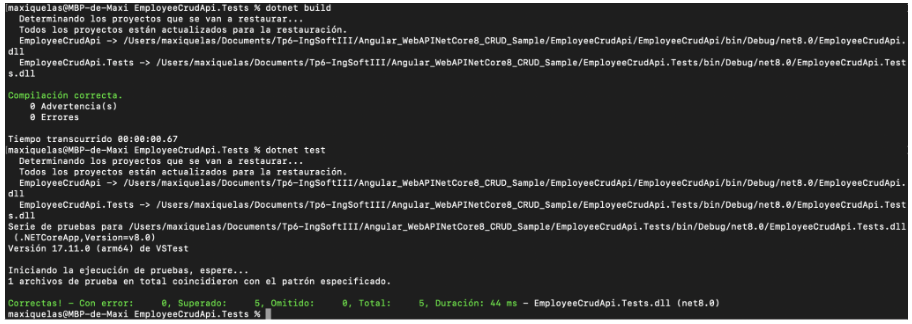 [maxiquelas@MBP-de-Maxi EmployeeCrudApi.Tests % dotnet build
  Determinando los proyectos que se van a restaurar...
  Todos los proyectos están actualizados para la restauración.
  EmployeeCrudApi -> /Users/maxiquelas/Documents/Tp6-IngSoftIII/Angular_WebAPINetCore8_CRUD_Sample/EmployeeCrudApi/EmployeeCrudApi/bin/Debug/net8.0/EmployeeCrudApi.
dll
  EmployeeCrudApi.Tests -> /Users/maxiquelas/Documents/Tp6-IngSoftIII/Angular_WebAPINetCore8_CRUD_Sample/EmployeeCrudApi.Tests/bin/Debug/net8.0/EmployeeCrudApi.Test
s.dll
Compilación correcta.
    0 Advertencia(s)
    0 Errores
Tiempo transcurrido 00:00:00.67
[maxiquelas@MBP-de-Maxi EmployeeCrudApi.Tests % dotnet test
  Determinando los proyectos que se van a restaurar...
  Todos los proyectos están actualizados para la restauración.
  EmployeeCrudApi -> /Users/maxiquelas/Documents/Tp6-IngSoftIII/Angular_WebAPINetCore8_CRUD_Sample/EmployeeCrudApi/EmployeeCrudApi/bin/Debug/net8.0/EmployeeCrudApi.
dll
  EmployeeCrudApi.Tests -> /Users/maxiquelas/Documents/Tp6-IngSoftIII/Angular_WebAPINetCore8_CRUD_Sample/EmployeeCrudApi.Tests/bin/Debug/net8.0/EmployeeCrudApi.Test
s.dll
Serie de pruebas para /Users/maxiquelas/Documents/Tp6-IngSoftIII/Angular_WebAPINetCore8_CRUD_Sample/EmployeeCrudApi.Tests/bin/Debug/net8.0/EmployeeCrudApi.Tests.dll
 (.NETCoreApp,Version=v8.0)
Versión 17.11.0 (arm64) de VSTest
Iniciando la ejecución de pruebas, espere...
1 archivos de prueba en total coincidieron con el patrón especificado.
Correctas! - Con error:     0, Superado:     5, Omitido:     0, Total:     5, Duración: 44 ms - EmployeeCrudApi.Tests.dll (net8.0)
maxiquelas@MBP-de-Maxi EmployeeCrudApi.Tests %